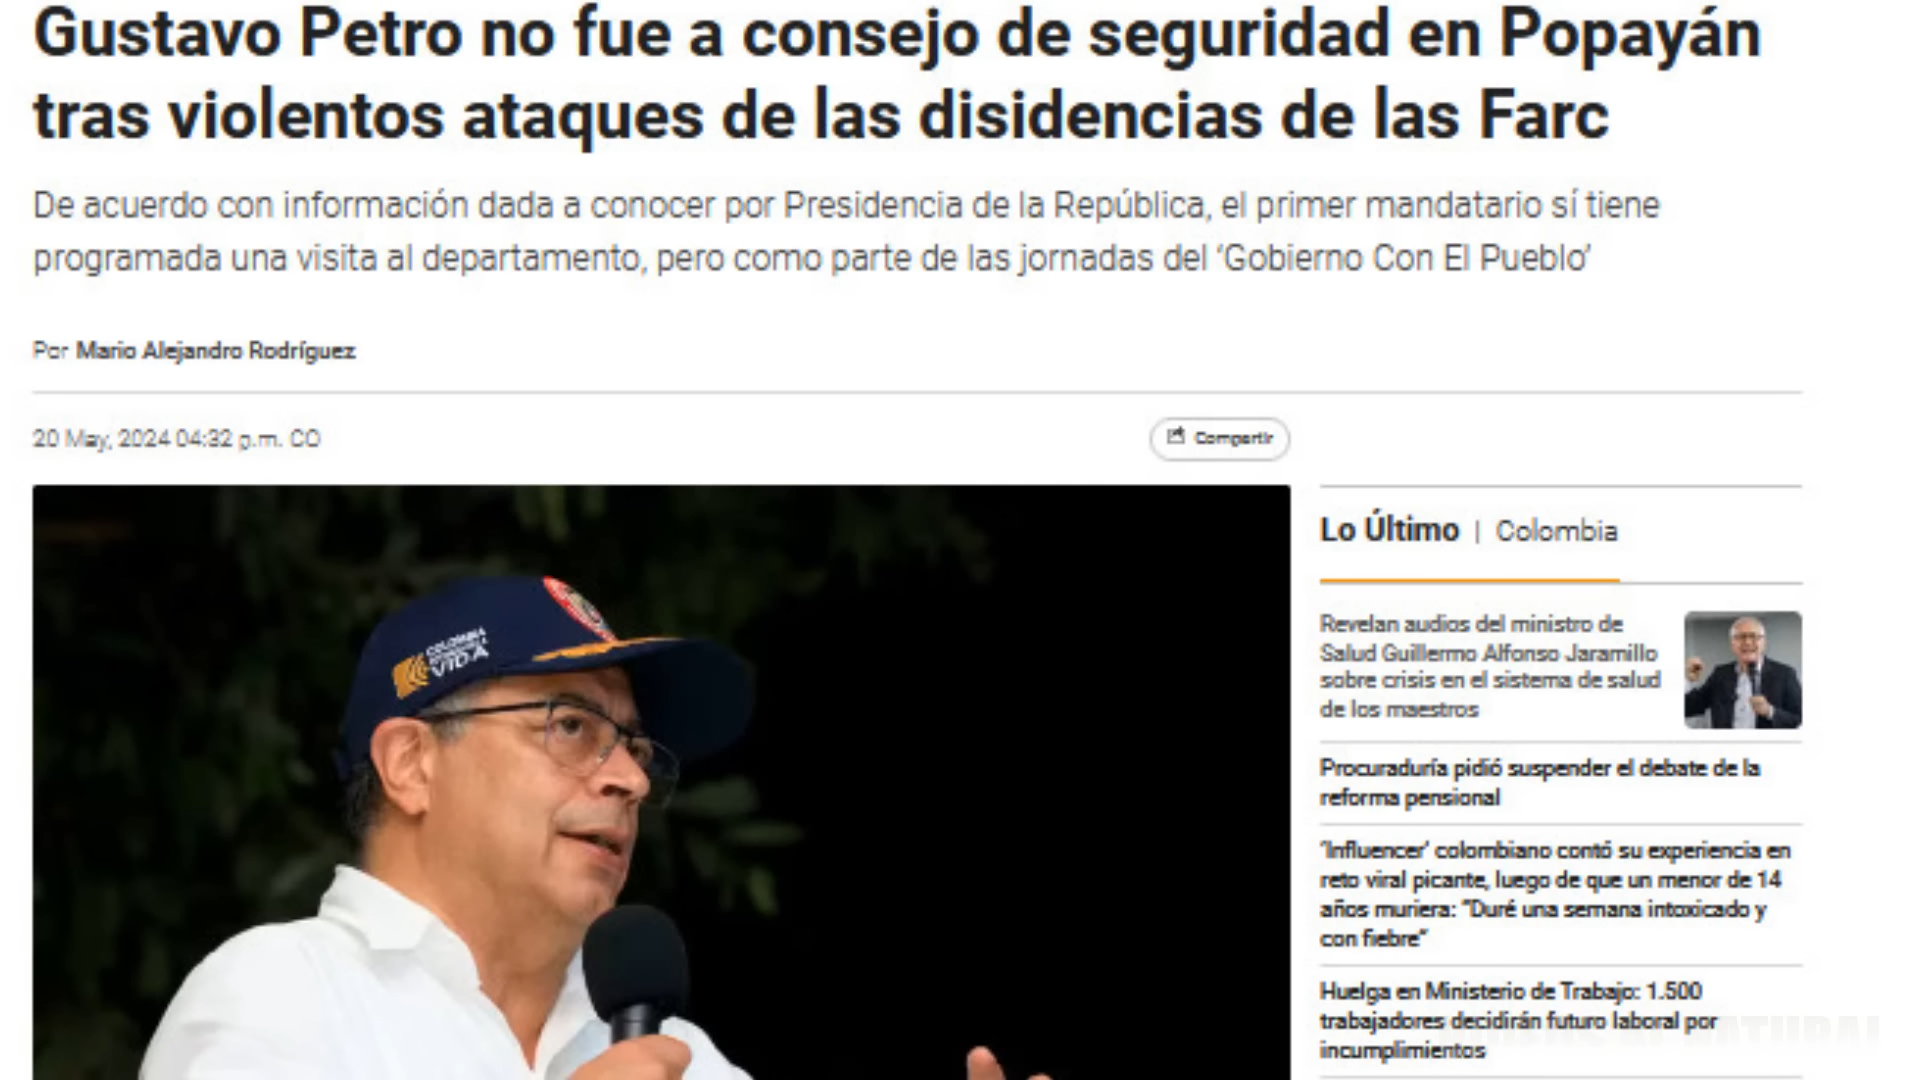 Gustavo Petro no fue a consejo de seguridad en Popayán
tras violentos ataques de las disidencias de las Farc
De acuerdo con información dada a conocer por Presidencia de la República, el primer mandatario sí tiene
programada una visita al departamento, pero como parte de las jornadas del ‘Gobierno Con El Pueblo’
Por Mario Alejandro Rodríguez
20 May, 2024 04:32 p.m. CO
Compartir
COLOMBIA
VIDA
Lo Último | Colombia
Revelan audios del ministro de
Salud Guillermo Alfonso Jaramillo
sobre crisis en el sistema de salud
de los maestros
Procuraduría pidió suspender el debate de la
reforma pensional
‘Influencer’ colombiano contó su experiencia en
reto viral picante, luego de que un menor de 14
años muriera: “Duré una semana intoxicado y
con fiebre”
Huelga en Ministerio de Trabajo: 1.500
trabajadores decidirán futuro laboral por
incumplimientos